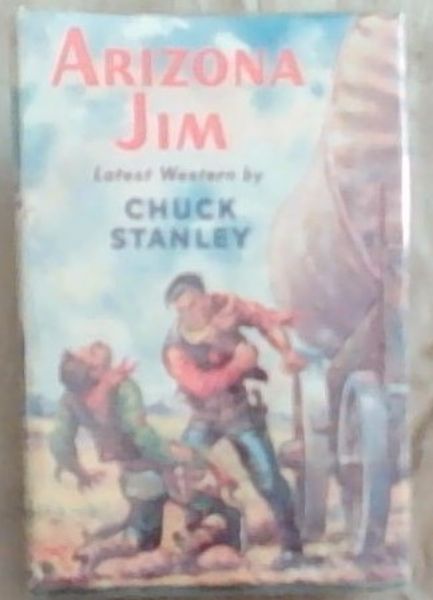 ARIZONA
JIM
Latest Western by
CHUCK
STANLEY